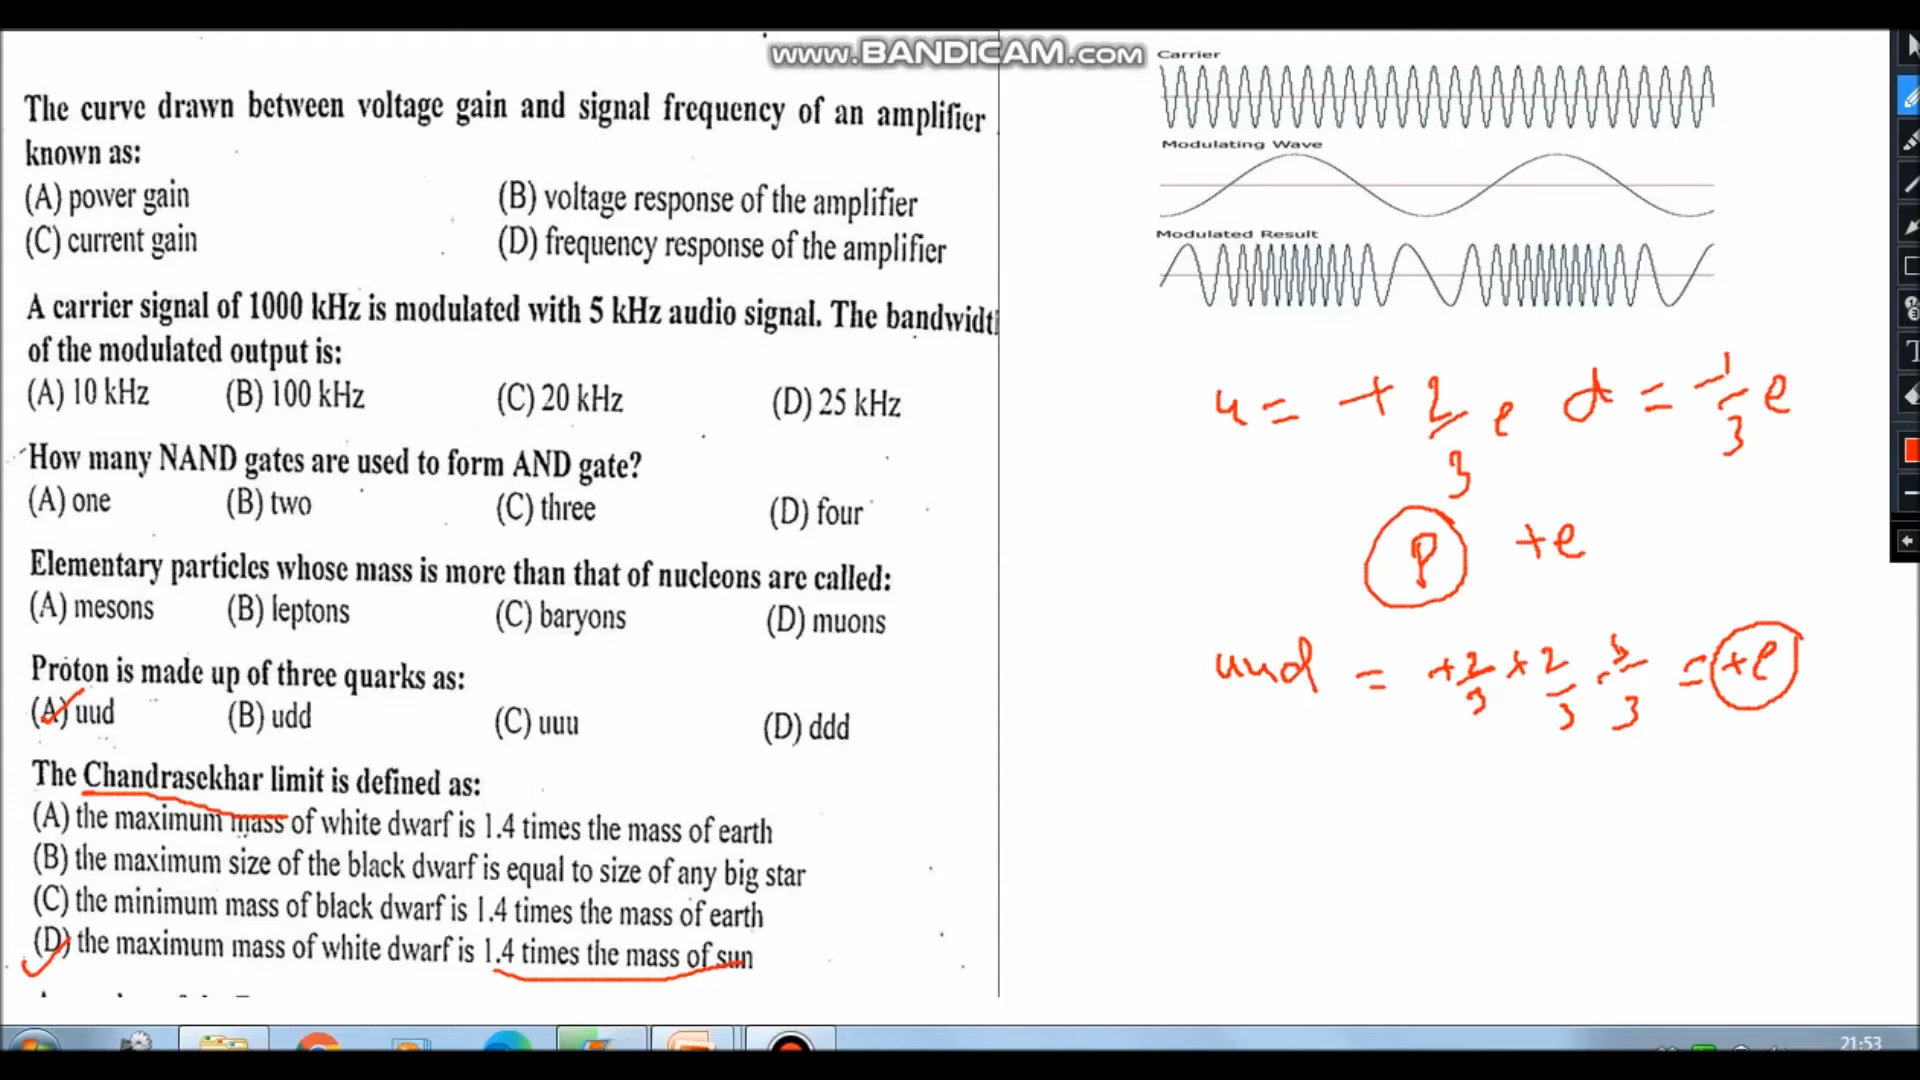 www.BANDICAM.com
The curve drawn between voltage gain and signal frequency of an amplifier
known as:
(A) power gain (B) voltage response of the amplifier
(C) current gain (D) frequency response of the amplifier
A carrier signal of 1000 kHz is modulated with 5 kHz audio signal. The bandwidt
of the modulated output is:
(A) 10 kHz (B) 100 kHz (C) 20 kHz (D) 25 kHz
How many NAND gates are used to form AND gate?
(A) one (B) two (C) three (D) four
Elementary particles whose mass is more than that of nucleons are called:
(A) mesons (B) leptons (C) baryons (D) muons
Proton is made up of three quarks as:
(A) uud (B) udd (C) uuu (D) ddd
The Chandrasekhar limit is defined as:
(A) the maximum mass of white dwarf is 1.4 times the mass of earth
(B) the maximum size of the black dwarf is equal to size of any big star
(C) the minimum mass of black dwarf is 1.4 times the mass of earth
(D) the maximum mass of white dwarf is 1.4 times the mass of sun
Carrier
Modulating Wave
Modulated Result
u = + 2/3 e d = -1/3 e
P +e
uud = +2/3 + 2/3 - 1/3 = +e
21:53